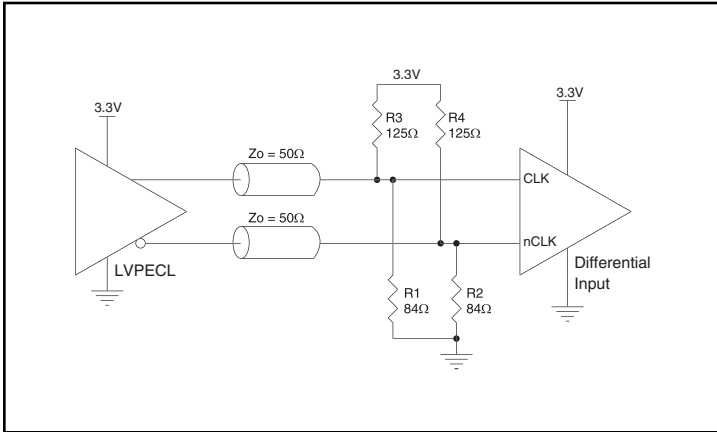 3.3V
3.3V
3.3V
R3
125Ω
R4
125Ω
Zo = 50Ω
CLK
Zo = 50Ω
nCLK
LVPECL
Differential
Input
R1
84Ω
R2
84Ω